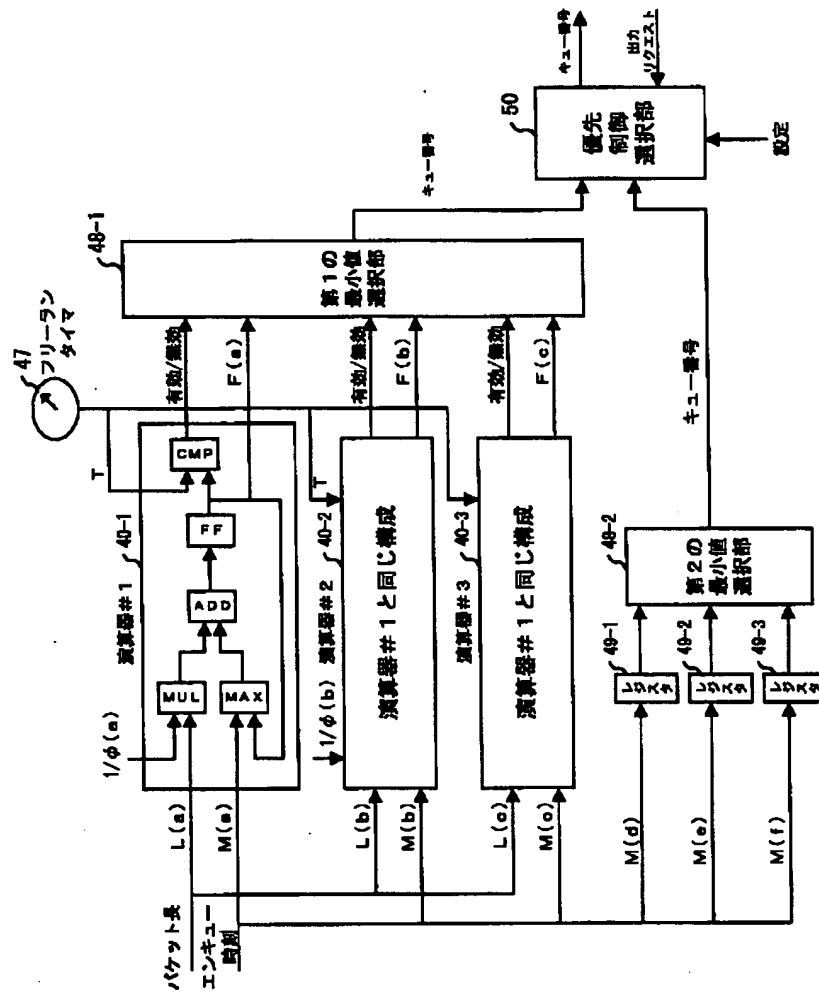 パケット長
エンキュー
時刻
L(a)
M(a)
1/φ(a)
演算器#1
40-1
MUL
MAX
ADD
FF
CMP
T
47
フリーラン
タイマ
有効/無効
F(a)
L(b)
M(b)
1/φ(b)
演算器#2
40-2
T
演算器#1と同じ構成
有効/無効
F(b)
L(c)
M(c)
演算器#3
40-3
演算器#1と同じ構成
有効/無効
F(c)
48-1
第1の
最小値
選択部
キュー番号
M(d)
M(e)
M(f)
49-1
レジスタ
49-2
レジスタ
49-3
レジスタ
48-2
第2の
最小値
選択部
キュー番号
50
優先
制御
選択部
設定
キュー番号
出力
リクエスト